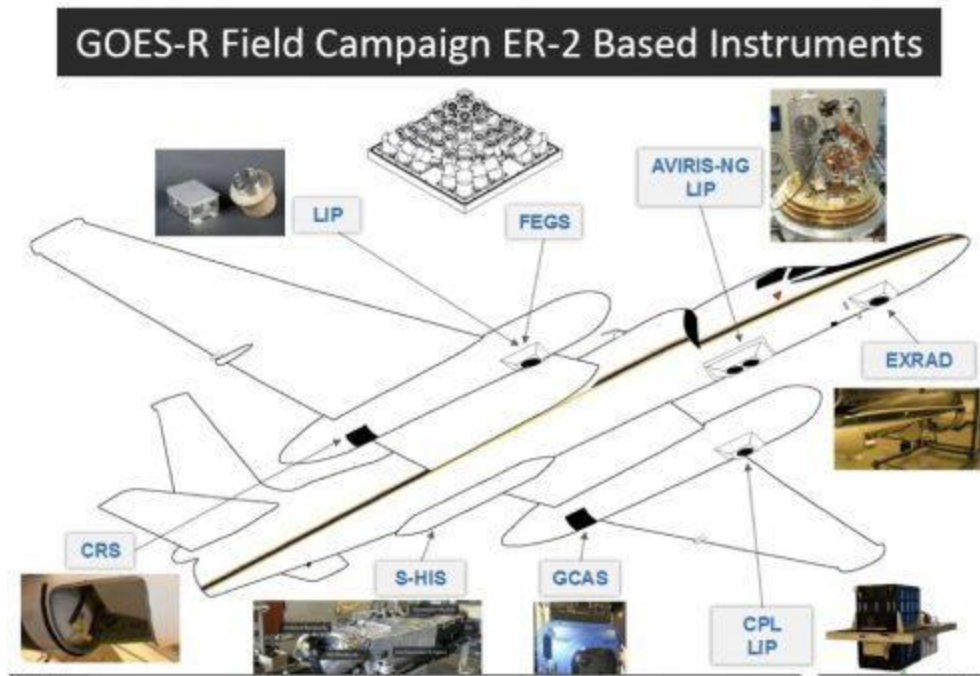 GOES-R Field Campaign ER-2 Based Instruments
AVIRIS-NG
LIP
LIP
FEGS
EXRAD
CRS
S-HIS
GCAS
CPL
LIP